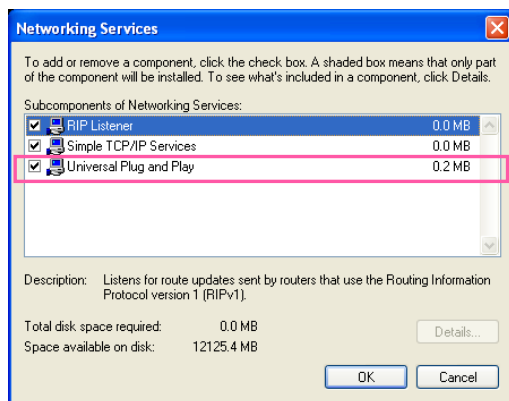 Networking Services
To add or remove a component, click the check box. A shaded box means that only part
of the component will be installed. To see what's included in a component, click Details.
Subcomponents of Networking Services:
RIP Listener 0.0 MB
Simple TCP/IP Services 0.0 MB
Universal Plug and Play 0.2 MB
Description: Listens for route updates sent by routers that use the Routing Information
Protocol version 1 (RIPv1).
Total disk space required: 0.0 MB
Details...
Space available on disk: 12125.4 MB
OK Cancel